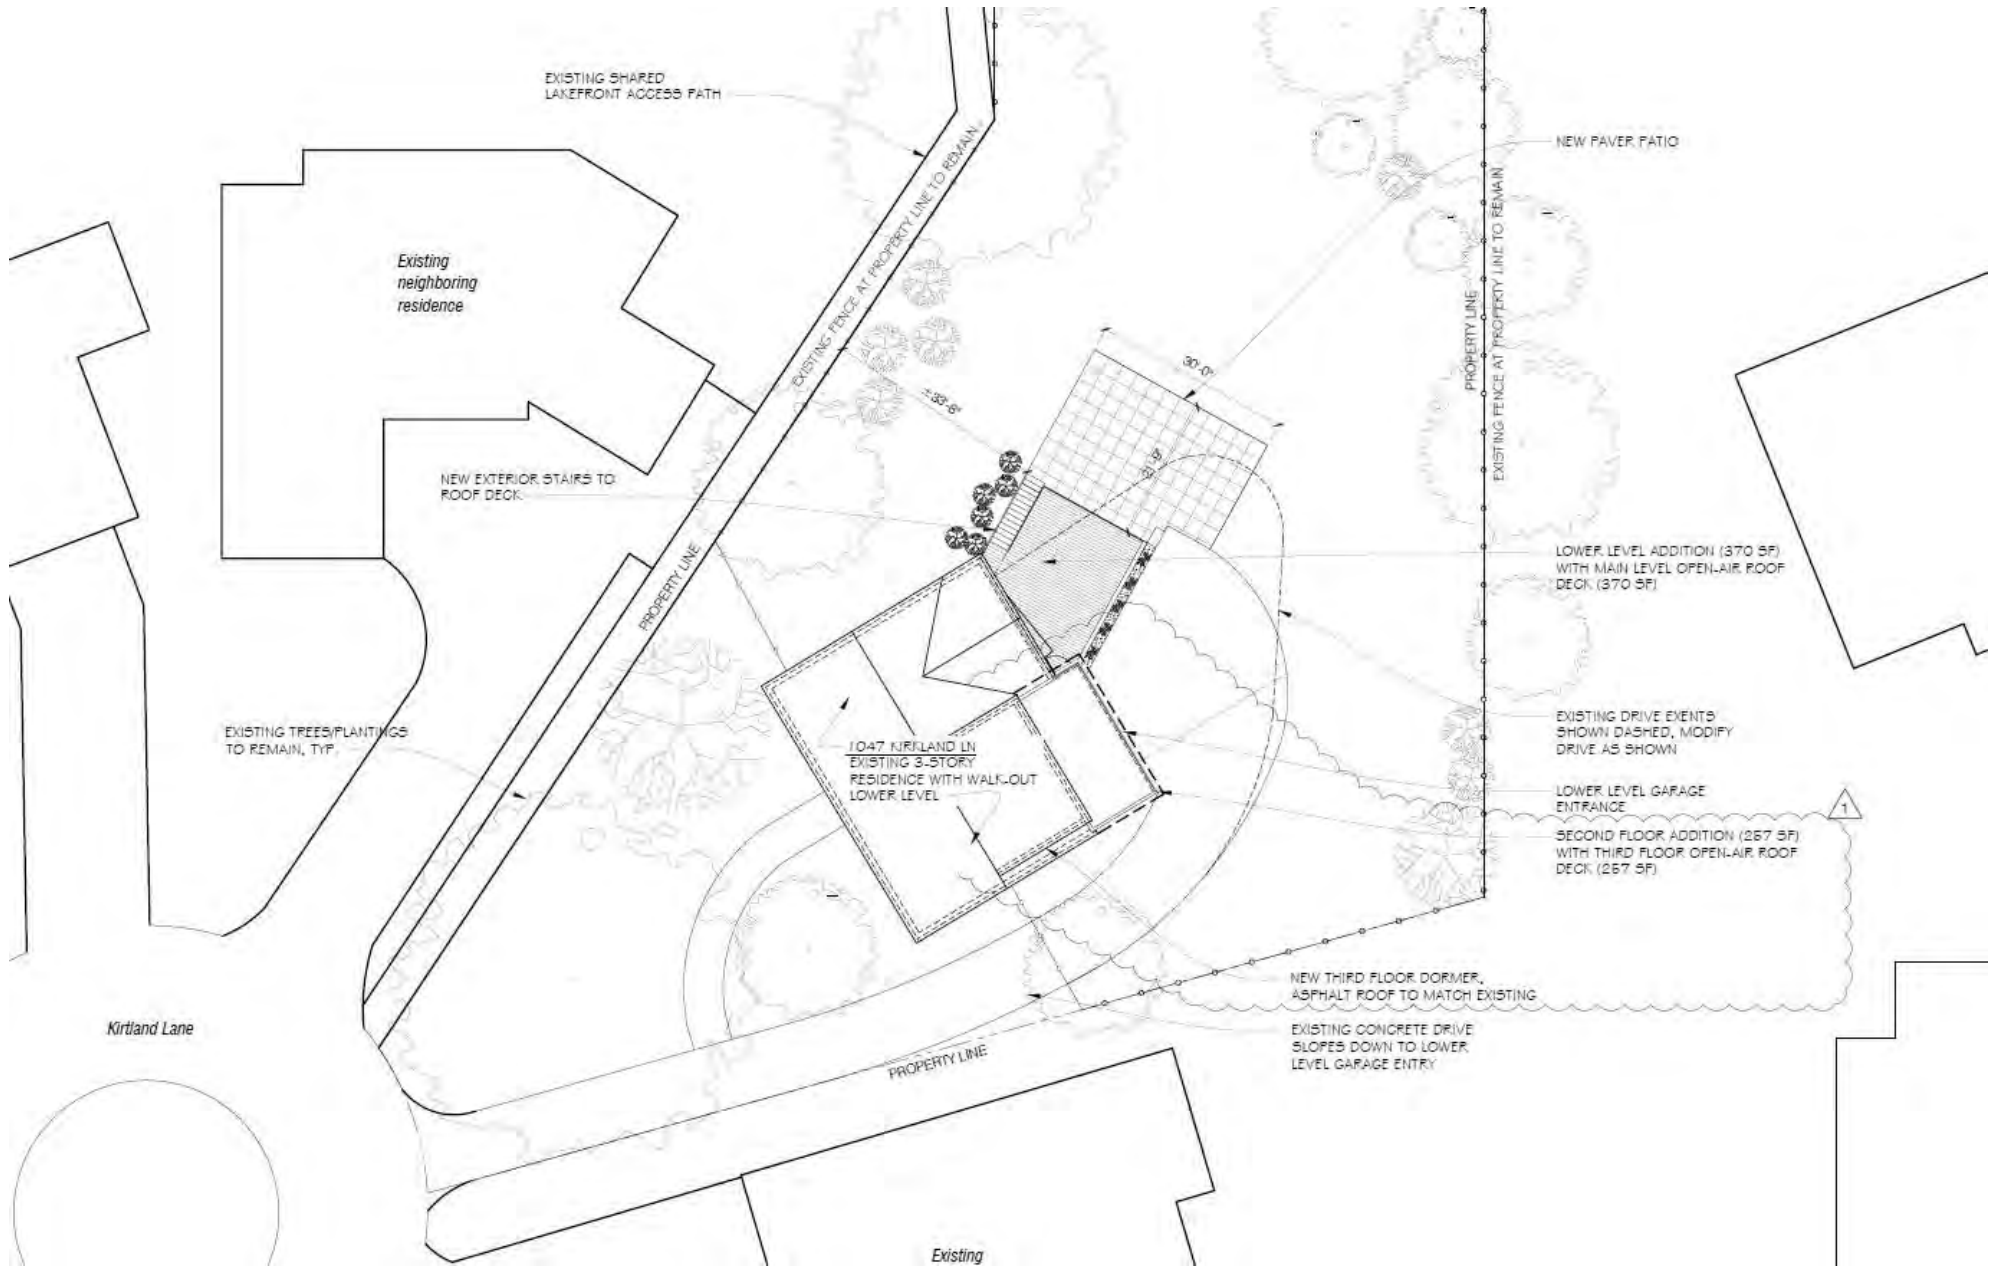 EXISTING SHARED
LAKEFRONT ACCESS PATH
NEW PAVER PATIO
EXISTING FENCE AT PROPERTY LINE TO REMAIN
PROPERTY LINE
EXISTING FENCE AT PROPERTY LINE TO REMAIN
Existing
neighboring
residence
30'-0"
±33'-8"
NEW EXTERIOR STAIRS TO
ROOF DECK
LOWER LEVEL ADDITION (370 SF)
WITH MAIN LEVEL OPEN-AIR ROOF
DECK (370 SF)
PROPERTY LINE
EXISTING TREES/PLANTINGS
TO REMAIN, TYP.
1047 KIRKLAND LN
EXISTING 3-STORY
RESIDENCE WITH WALK-OUT
LOWER LEVEL
EXISTING DRIVE EXENTS
SHOWN DASHED, MODIFY
DRIVE AS SHOWN
LOWER LEVEL GARAGE
ENTRANCE
1
SECOND FLOOR ADDITION (267 SF)
WITH THIRD FLOOR OPEN-AIR ROOF
DECK (267 SF)
NEW THIRD FLOOR DORMER,
ASPHALT ROOF TO MATCH EXISTING
Kirtland Lane
EXISTING CONCRETE DRIVE
SLOPES DOWN TO LOWER
LEVEL GARAGE ENTRY
PROPERTY LINE
Existing